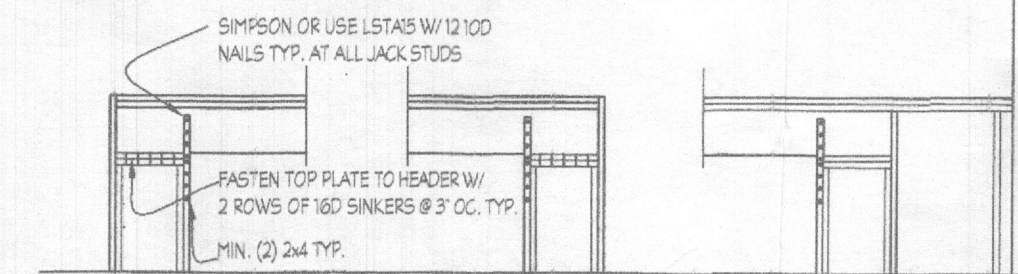 SIMPSON OR USE LSTA15 W/ 12 10D
NAILS TYP. AT ALL JACK STUDS
FASTEN TOP PLATE TO HEADER W/
2 ROWS OF 16D SINKERS @ 3" OC. TYP.
MIN. (2) 2x4 TYP.